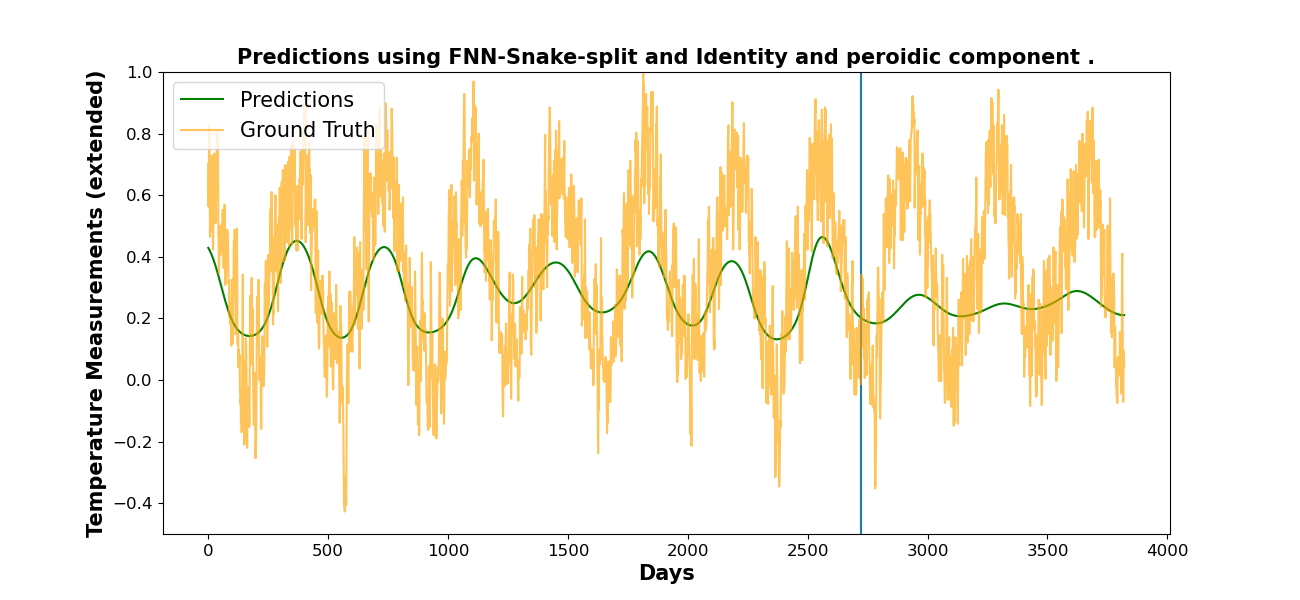 Predictions using FNN-Snake-split and Identity and peroidic component .
Temperature Measurements (extended)
1.0
0.8
0.6
0.4
0.2
0.0
−0.2
−0.4
Predictions
Ground Truth
0 500 1000 1500 2000 2500 3000 3500 4000
Days